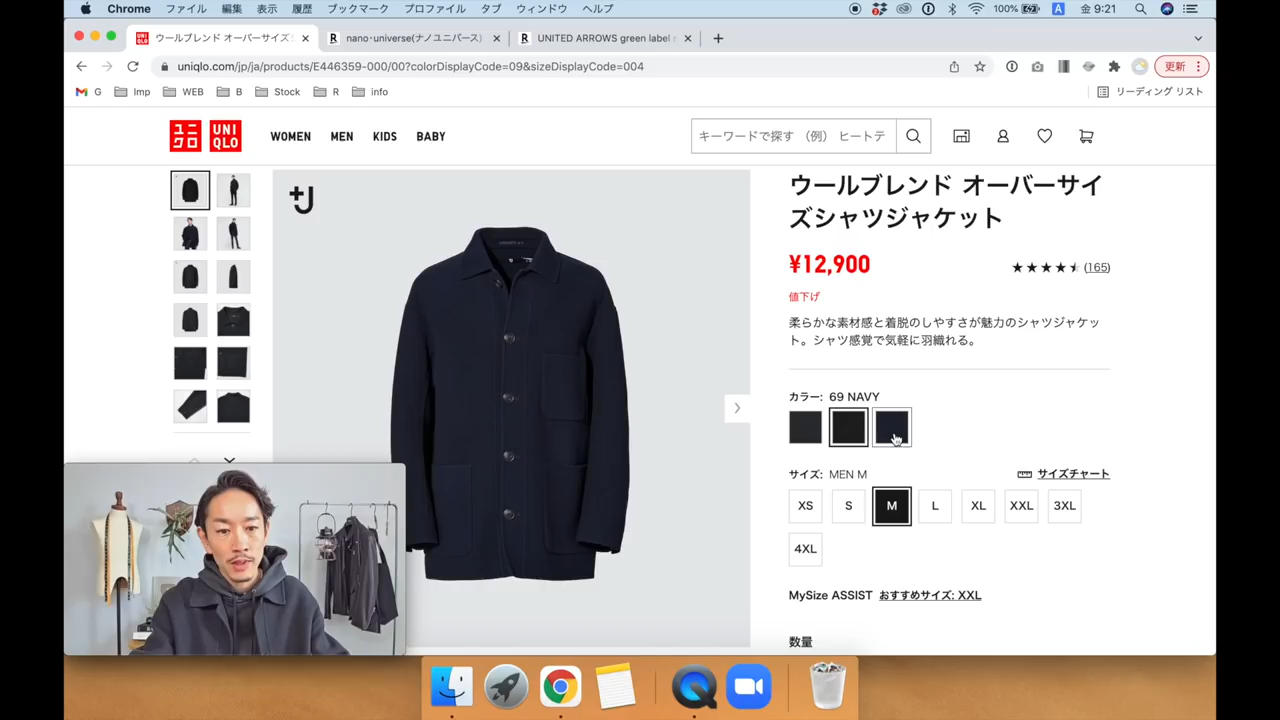 Chrome ファイル 編集 表示 履歴 ブックマーク プロファイル タブ ウィンドウ ヘルプ 100% A 金 9:21
ウールブレンド オーバーサイズ nano･universe(ナノユニバース) UNITED ARROWS green label r
uniqlo.com/jp/ja/products/E446359-000/00?colorDisplayCode=09&sizeDisplayCode=004 更新
G Imp WEB B Stock R info リーディング リスト
ユニクロ UNIQLO WOMEN MEN KIDS BABY キーワードで探す （例） ヒートテ
+J
ウールブレンド オーバーサイ
ズシャツジャケット
¥12,900 (165)
値下げ
柔らかな素材感と着脱のしやすさが魅力のシャツジャケッ
ト。シャツ感覚で気軽に羽織れる。
カラー: 69 NAVY
サイズ: MEN M サイズチャート
XS S M L XL XXL 3XL
4XL
MySize ASSIST おすすめサイズ: XXL
数量